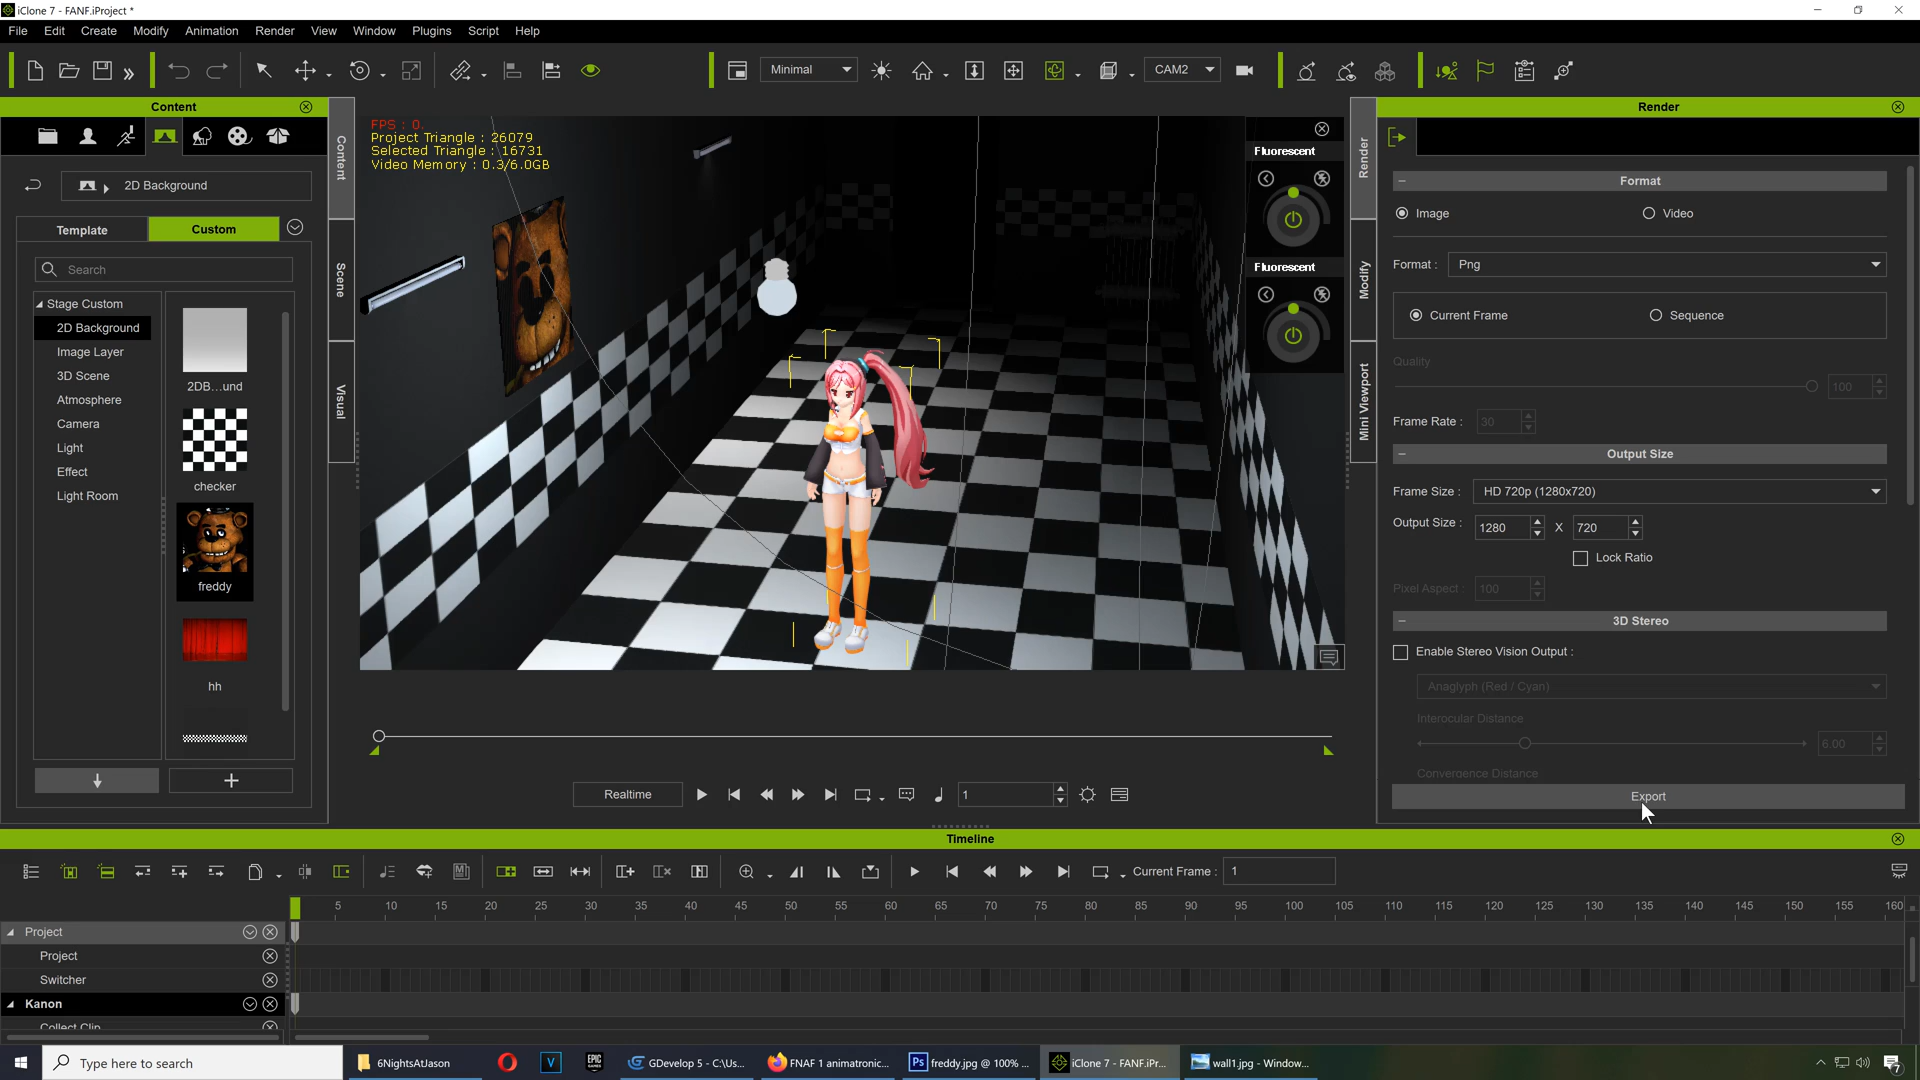 iClone 7 - FANF.iProject *
File Edit Create Modify Animation Render View Window Plugins Script Help
Minimal
CAM2
Content
Render
FPS : 0.
Project Triangle : 26079
Selected Triangle : 16731
Video Memory : 0.3/6.0GB
2D Background
Template
Custom
Search
Stage Custom
2D Background
Image Layer
3D Scene
Atmosphere
Camera
Light
Effect
Light Room
2DB...und
checker
freddy
hh
Content
Scene
Visual
Fluorescent
Fluorescent
Render
Modify
Mini Viewport
Format
Image
Video
Format :
Png
Current Frame
Sequence
Quality
100
Frame Rate :
30
Output Size
Frame Size :
HD 720p (1280x720)
Output Size :
1280
X
720
Lock Ratio
Pixel Aspect :
100
3D Stereo
Enable Stereo Vision Output :
Anaglyph (Red / Cyan)
Interocular Distance
6.00
Convergence Distance
Export
Realtime
1
Timeline
Current Frame :
1
5 10 15 20 25 30 35 40 45 50 55 60 65 70 75 80 85 90 95 100 105 110 115 120 125 130 135 140 145 150 155 160
Project
Project
Switcher
Kanon
Collect Clip
Type here to search
6NightsAtJason
V
EPIC GAMES
GDevelop 5 - C:\Us...
FNAF 1 animatronic...
Ps
freddy.jpg @ 100% ...
iClone 7 - FANF.iPr...
wall1.jpg - Window...
7